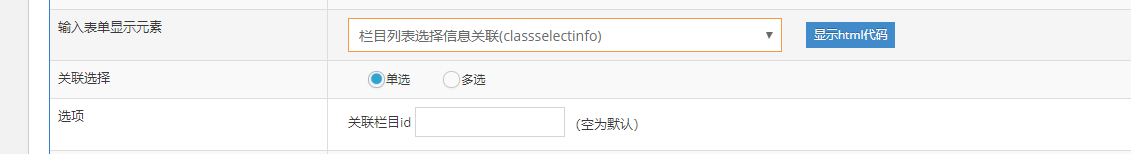 输入表单显示元素 栏目列表选择信息关联(classselectinfo) 显示html代码
关联选择 单选 多选
选项 关联栏目id (空为默认)